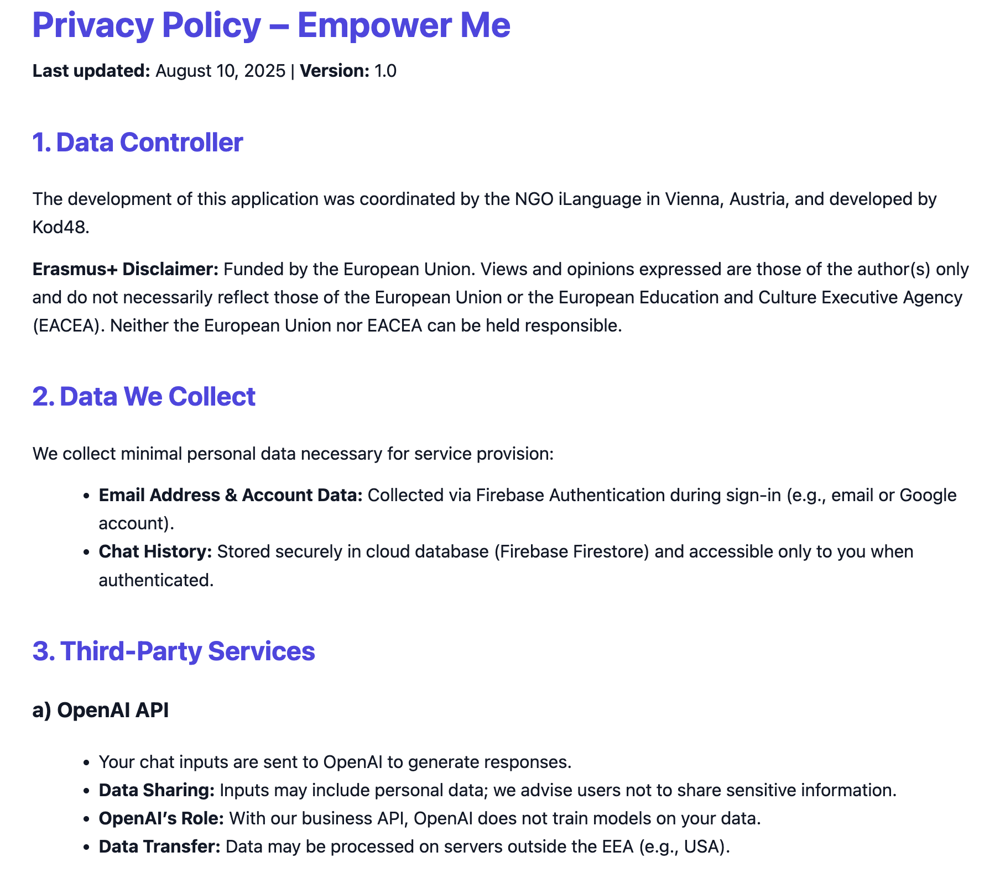 Privacy Policy – Empower Me
Last updated: August 10, 2025 | Version: 1.0
1. Data Controller
The development of this application was coordinated by the NGO iLanguage in Vienna, Austria, and developed by
Kod48.
Erasmus+ Disclaimer: Funded by the European Union. Views and opinions expressed are those of the author(s) only
and do not necessarily reflect those of the European Union or the European Education and Culture Executive Agency
(EACEA). Neither the European Union nor EACEA can be held responsible.
2. Data We Collect
We collect minimal personal data necessary for service provision:
• Email Address & Account Data: Collected via Firebase Authentication during sign-in (e.g., email or Google
account).
• Chat History: Stored securely in cloud database (Firebase Firestore) and accessible only to you when
authenticated.
3. Third-Party Services
a) OpenAI API
• Your chat inputs are sent to OpenAI to generate responses.
• Data Sharing: Inputs may include personal data; we advise users not to share sensitive information.
• OpenAI’s Role: With our business API, OpenAI does not train models on your data.
• Data Transfer: Data may be processed on servers outside the EEA (e.g., USA).